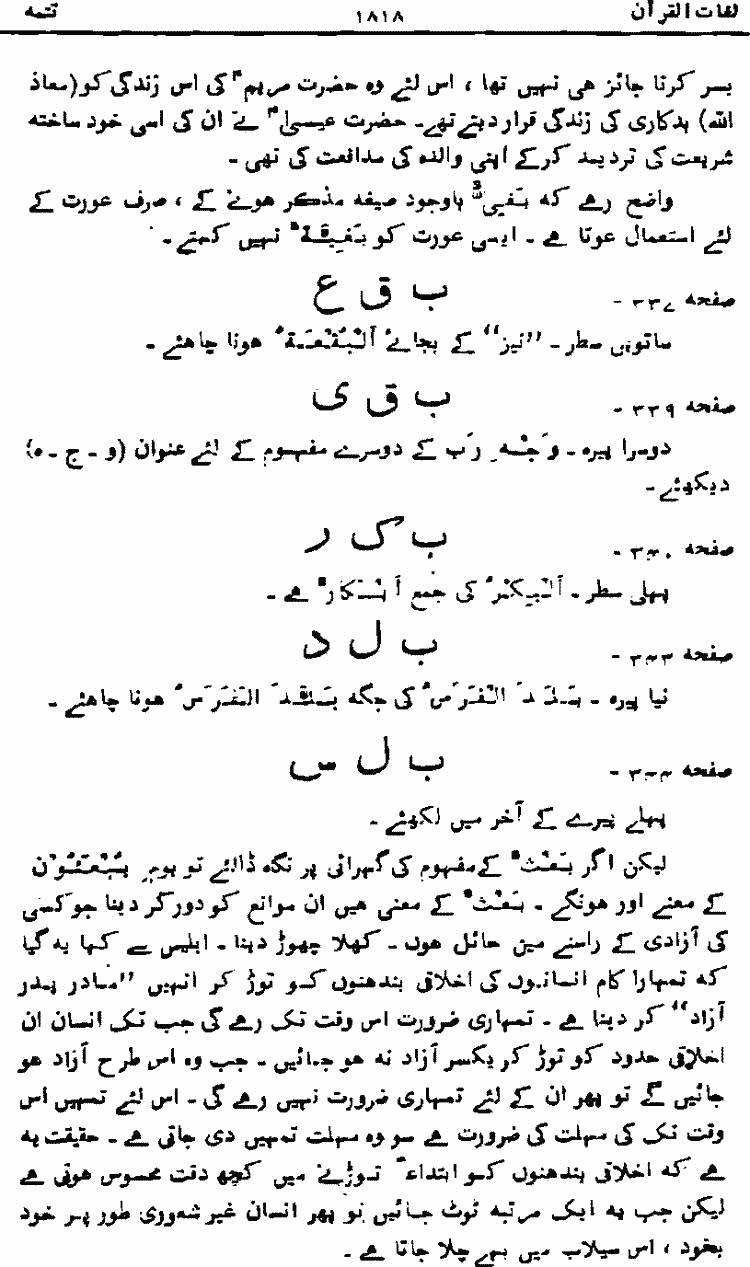 لغات القرآن ۱۸۱۸ تتمہ
بسر کرنا جائز ہی نہیں تھا ، اس لئے وہ حضرت مریم ؑ کی اس زندگی کو (معاذ
اللہ) بدکاری کی زندگی قرار دیتے تھے۔ حضرت عیسیٰ ؑ نے ان کی اسی خود ساختہ
شریعت کی تردید کرکے اپنی والدہ کی مدافعت کی تھی ۔
واضح رہے کہ بَغِیٌّ باوجود صیغہ مذکر ہونے کے ، صرف عورت کے
لئے استعمال ہوتا ہے ۔ ایسی عورت کو بَغِیَّةٌ نہیں کہتے ۔
صفحہ ۳۳۷ - ب ق ع
ساتویں سطر ۔ ”نیز“ کے بجائے اَلْبُقْعَةُ ہونا چاہئے ۔
صفحہ ۳۳۹ - ب ق ی
دوسرا پیرہ ۔ وَجْہِ رَب کے دوسرے مفہوم کے لئے عنوان (و ۔ ج ۔ ہ)
دیکھئے ۔
صفحہ ۳۴۰ - ب ک ر
پہلی سطر ۔ اَلْبِکْرُ کی جمع اَبْکَارٌ ہے ۔
صفحہ ۳۴۳ - ب ل د
نیا پیرہ ۔ بَلَدَ الْفَرَسُ کی جگہ الْفَرَسُ ہونا چاہئے ۔
صفحہ ۳۴۴ - ب ل س
پہلے پیرے کے آخر میں لکھئے ۔
لیکن اگر بَعْثٌ کے مفہوم کی گہرائی پر نگہ ڈالئے تو یومِ یُبْعَثُوْنَ
کے معنے اور ہونگے ۔ بَعْثٌ کے معنی ہیں ان موانع کو دور کر دینا جو کسی
کی آزادی کے راستے میں حائل ہوں ۔ کھلا چھوڑ دینا ۔ ابلیس سے کہا یہ گیا
کہ تمہارا کام انسانوں کی اخلاقی بندھنوں کو توڑ کر انہیں ”مادر پدر
آزاد“ کر دینا ہے ۔ تمہاری ضرورت اس وقت تک رہے گی جب تک انسان ان
اخلاقی حدود کو توڑ کر یکسر آزاد نہ ہو جائیں ۔ جب وہ اس طرح آزاد ہو
جائیں گے تو پھر ان کے لئے تمہاری ضرورت نہیں رہے گی ۔ اس لئے تمہیں اس
وقت تک کی مہلت کی ضرورت ہے سو وہ مہلت تمہیں دی جاتی ہے ۔ حقیقت یہ
ہے کہ اخلاقی بندھنوں کو ابتداءً توڑنے میں کچھ دقت محسوس ہوتی ہے
لیکن جب یہ ایک مرتبہ ٹوٹ جائیں تو پھر انسان غیر شعوری طور پر خود
بخود ، اس سیلاب میں بہے چلا جاتا ہے ۔